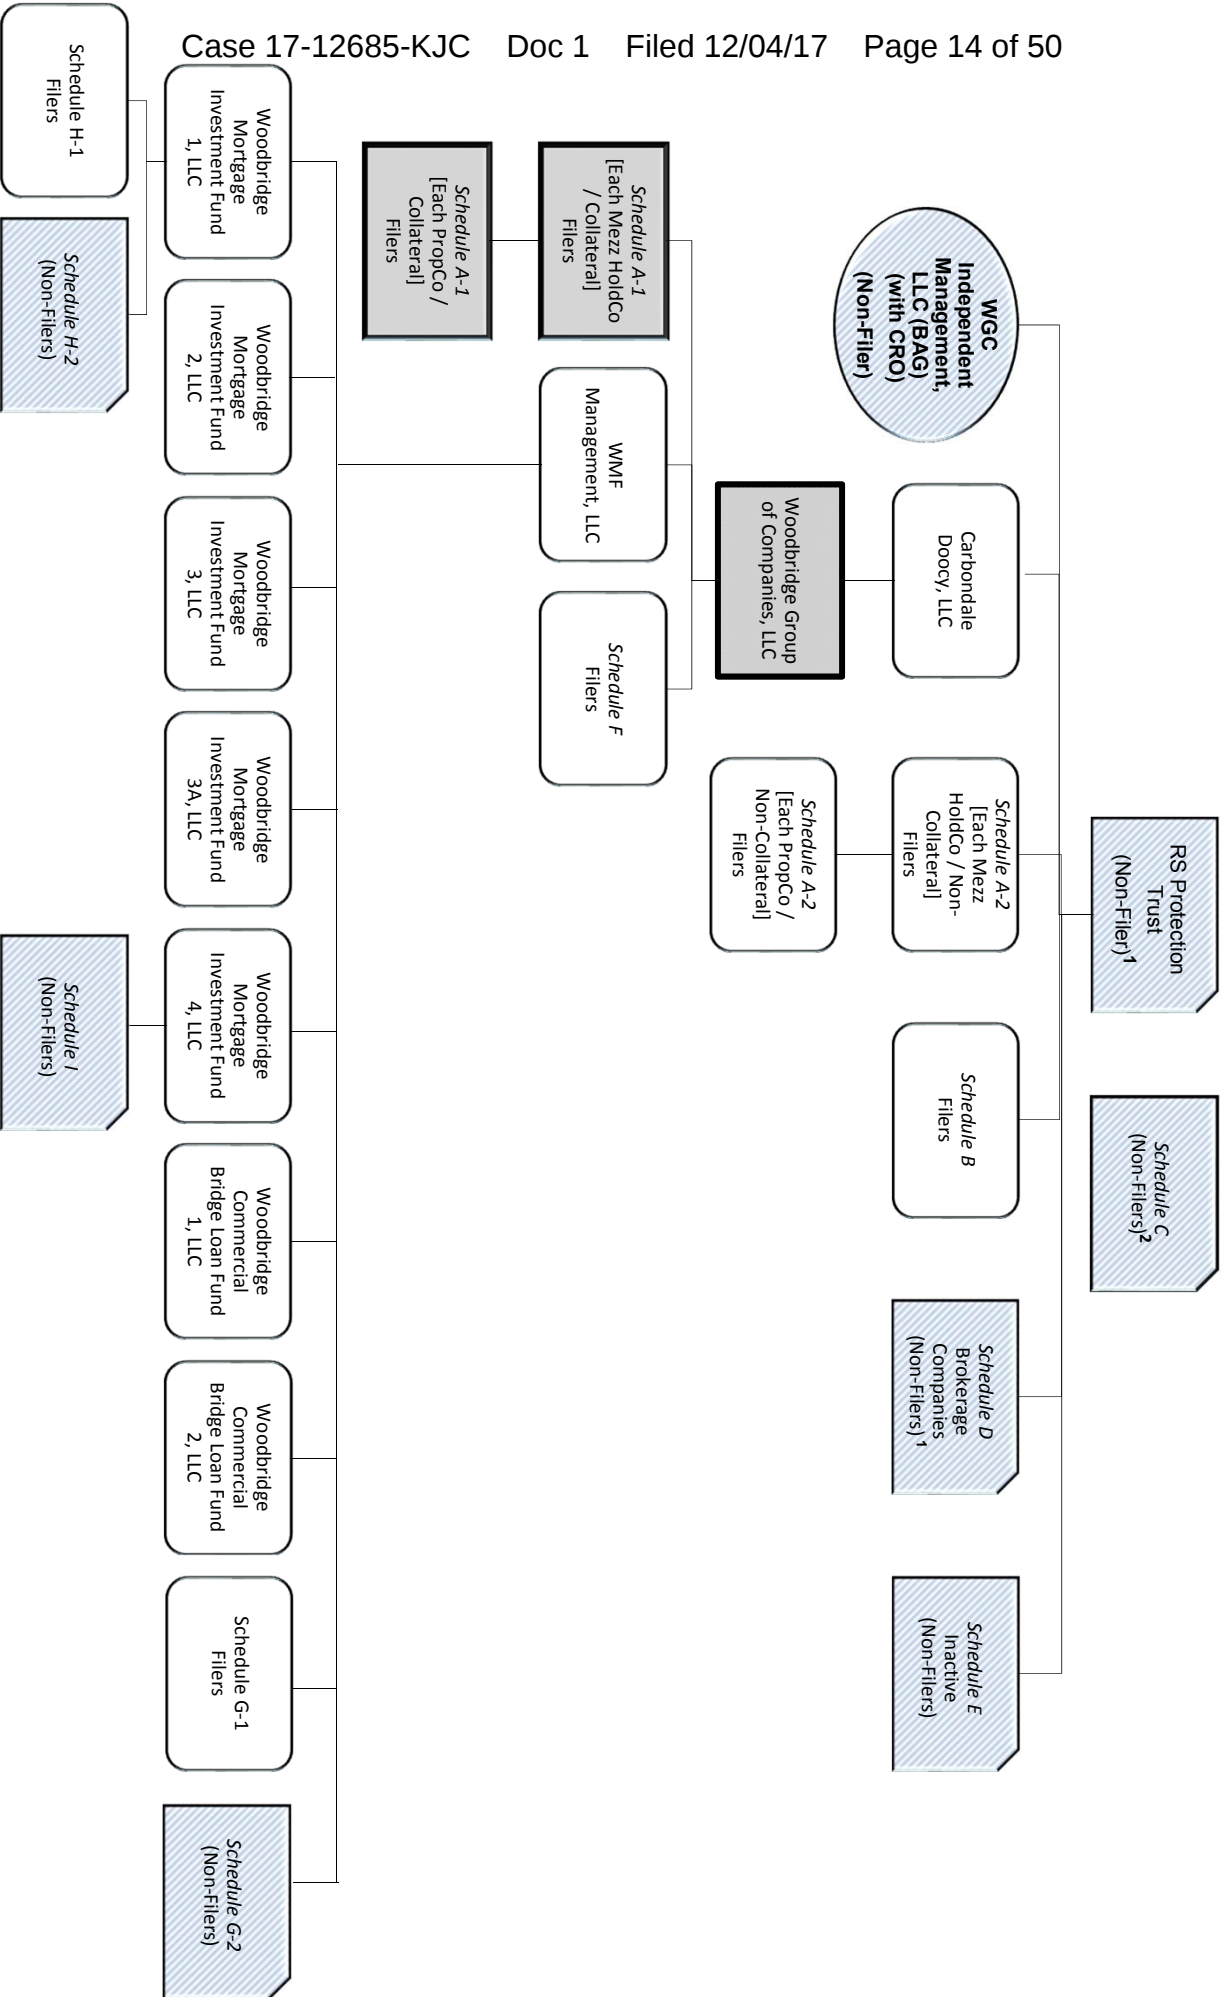 Case 17-12685-KJC Doc 1 Filed 12/04/17 Page 14 of 50
RS Protection
Trust
(Non-Filer)1
Schedule C
(Non-Filers)2
WGC
Independent
Management,
LLC (BAG)
(with CRO)
(Non-Filer)
Carbondale
Doocy, LLC
Schedule A-2
[Each Mezz
HoldCo / Non-
Collateral]
Filers
Schedule B
Filers
Schedule D
Brokerage
Companies
(Non-Filers) 1
Schedule E
Inactive
(Non-Filers)
Woodbridge Group
of Companies, LLC
Schedule A-2
[Each PropCo /
Non-Collateral]
Filers
Schedule A-1
[Each Mezz HoldCo
/ Collateral]
Filers
WMF
Management, LLC
Schedule F
Filers
Schedule A-1
[Each PropCo /
Collateral]
Filers
Woodbridge
Mortgage
Investment Fund
1, LLC
Woodbridge
Mortgage
Investment Fund
2, LLC
Woodbridge
Mortgage
Investment Fund
3, LLC
Woodbridge
Mortgage
Investment Fund
3A, LLC
Woodbridge
Mortgage
Investment Fund
4, LLC
Woodbridge
Commercial
Bridge Loan Fund
1, LLC
Woodbridge
Commercial
Bridge Loan Fund
2, LLC
Schedule G-1
Filers
Schedule G-2
(Non-Filers)
Schedule H-1
Filers
Schedule H-2
(Non-Filers)
Schedule I
(Non-Filers)